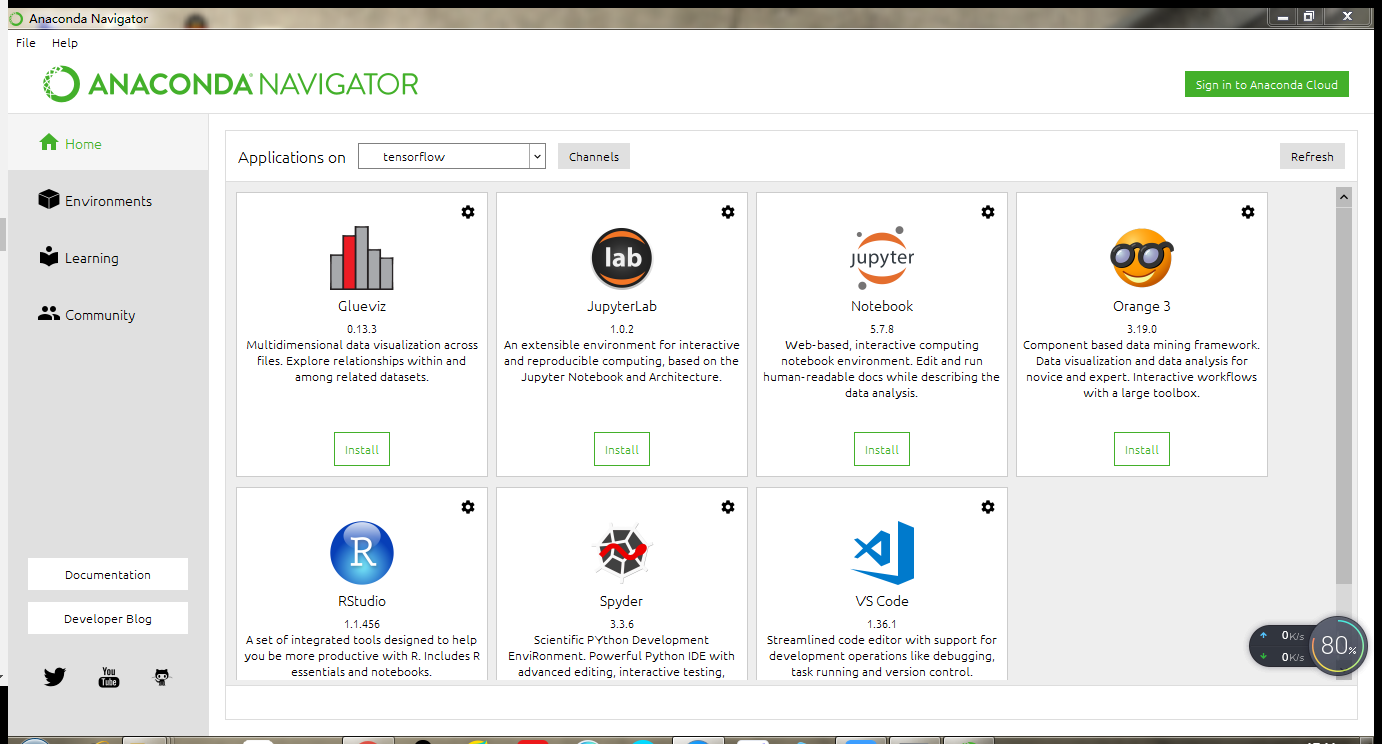 Anaconda Navigator
File Help
ANACONDA NAVIGATOR
Sign in to Anaconda Cloud
Home
Environments
Learning
Community
Documentation
Developer Blog
You
Tube
Applications on
tensorflow
Channels
Refresh
Glueviz
0.13.3
Multidimensional data visualization across
files. Explore relationships within and
among related datasets.
Install
lab
JupyterLab
1.0.2
An extensible environment for interactive
and reproducible computing, based on the
Jupyter Notebook and Architecture.
Install
jupyter
Notebook
5.7.8
Web-based, interactive computing
notebook environment. Edit and run
human-readable docs while describing the
data analysis.
Install
Orange 3
3.19.0
Component based data mining framework.
Data visualization and data analysis for
novice and expert. Interactive workflows
with a large toolbox.
Install
R
RStudio
1.1.456
A set of integrated tools designed to help
you be more productive with R. Includes R
essentials and notebooks.
Spyder
3.3.6
Scientific PYthon Development
EnviRonment. Powerful Python IDE with
advanced editing, interactive testing,
VS Code
1.36.1
Streamlined code editor with support for
development operations like debugging,
task running and version control.
0K/s
0K/s
80%